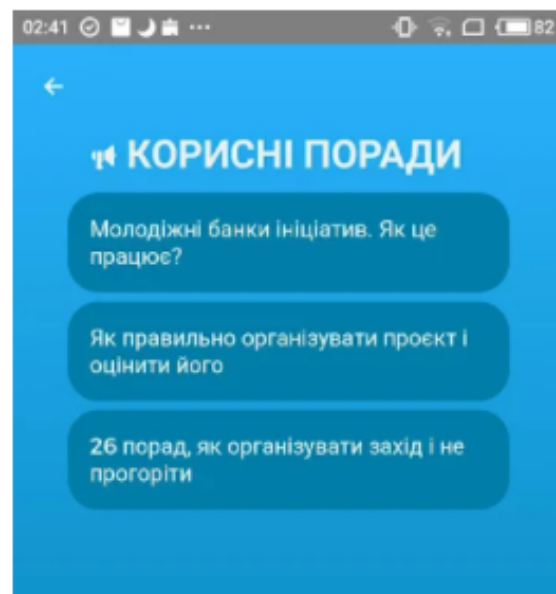 02:41 ... 82
КОРИСНІ ПОРАДИ
Молодіжні банки ініціатив. Як це
працює?
Як правильно організувати проєкт і
оцінити його
26 порад, як організувати захід і не
прогоріти